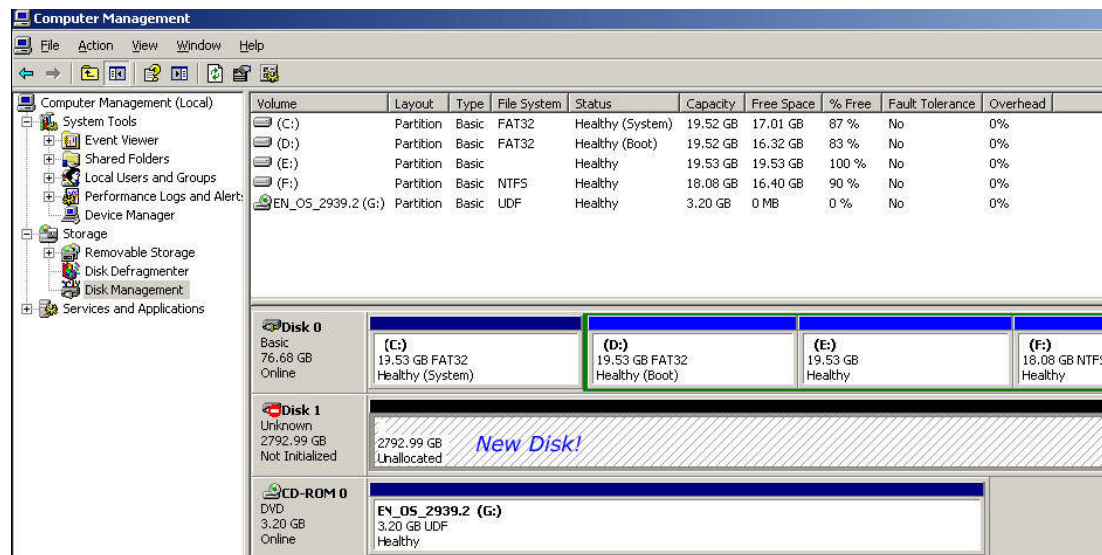 Computer Management
File Action View Window Help
Computer Management (Local)
System Tools
Event Viewer
Shared Folders
Local Users and Groups
Performance Logs and Alert:
Device Manager
Storage
Removable Storage
Disk Defragmenter
Disk Management
Services and Applications
Volume Layout Type File System Status Capacity Free Space % Free Fault Tolerance Overhead
(C:) Partition Basic FAT32 Healthy (System) 19.52 GB 17.01 GB 87 % No 0%
(D:) Partition Basic FAT32 Healthy (Boot) 19.52 GB 16.32 GB 83 % No 0%
(E:) Partition Basic Healthy 19.53 GB 19.53 GB 100 % No 0%
(F:) Partition Basic NTFS Healthy 18.08 GB 16.40 GB 90 % No 0%
EN_OS_2939.2 (G:) Partition Basic UDF Healthy 3.20 GB 0 MB 0 % No 0%
Disk 0
Basic
76.68 GB
Online
(C:)
19.53 GB FAT32
Healthy (System)
(D:)
19.53 GB FAT32
Healthy (Boot)
(E:)
19.53 GB
Healthy
(F:)
18.08 GB NTFS
Healthy
Disk 1
Unknown
2792.99 GB
Not Initialized
2792.99 GB
Unallocated
New Disk!
CD-ROM 0
DVD
3.20 GB
Online
EN_OS_2939.2 (G:)
3.20 GB UDF
Healthy